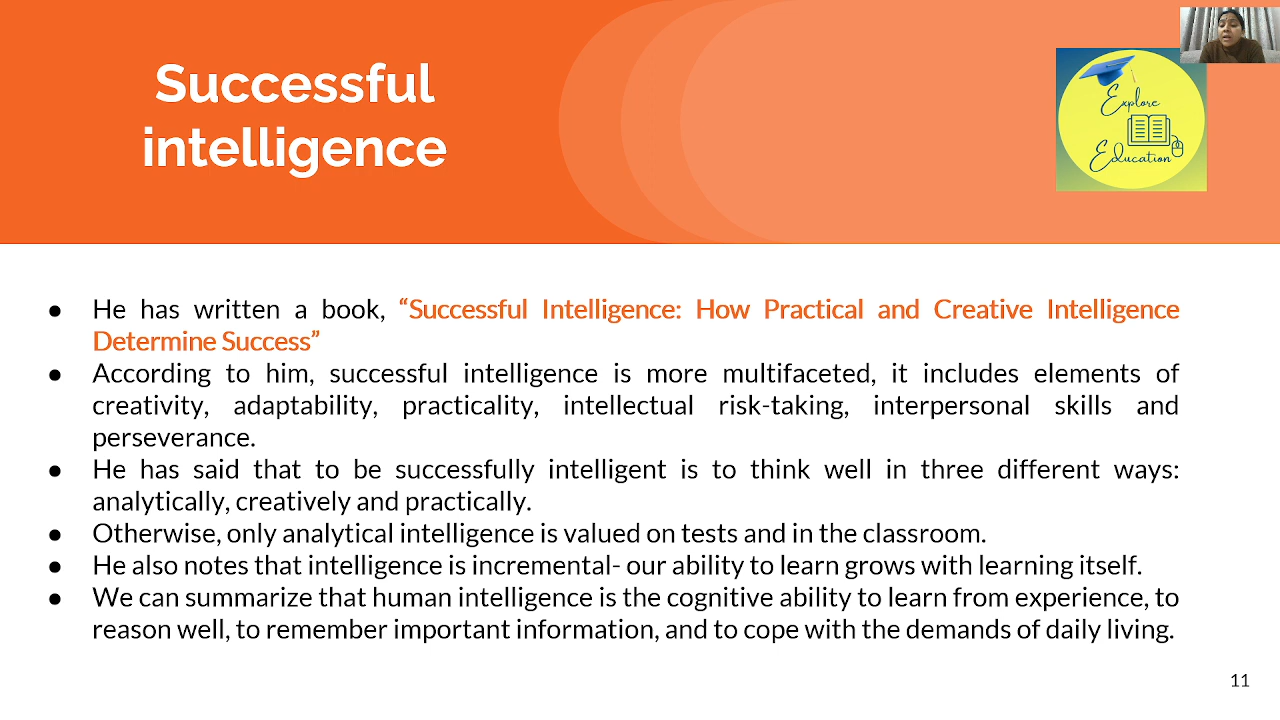 Successful
intelligence
Explore
Education
● He has written a book, “Successful Intelligence: How Practical and Creative Intelligence
Determine Success”
● According to him, successful intelligence is more multifaceted, it includes elements of
creativity, adaptability, practicality, intellectual risk-taking, interpersonal skills and
perseverance.
● He has said that to be successfully intelligent is to think well in three different ways:
analytically, creatively and practically.
● Otherwise, only analytical intelligence is valued on tests and in the classroom.
● He also notes that intelligence is incremental- our ability to learn grows with learning itself.
● We can summarize that human intelligence is the cognitive ability to learn from experience, to
reason well, to remember important information, and to cope with the demands of daily living.
11